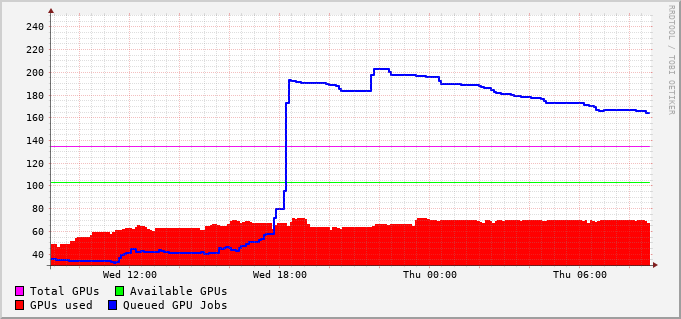 240
220
200
180
160
140
120
100
80
60
40
Wed 12:00 Wed 18:00 Thu 00:00 Thu 06:00
Total GPUs Available GPUs
GPUs used Queued GPU Jobs
RRDTOOL / TOBI OETIKER